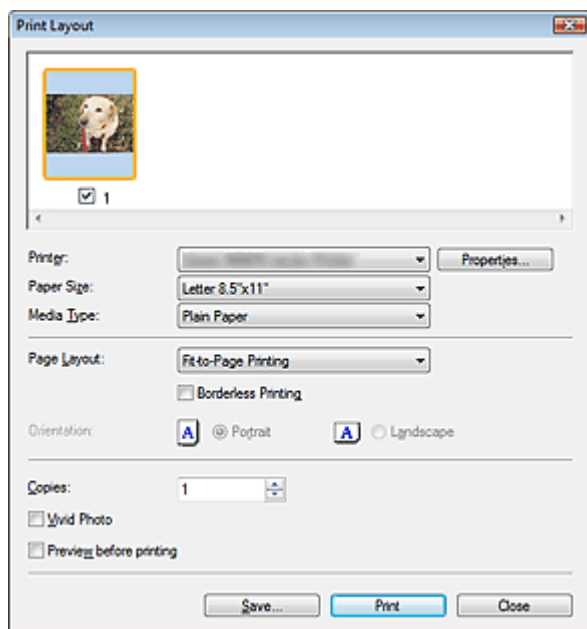 Print Layout
1
Printer:
Properties...
Paper Size: Letter 8.5"x11"
Media Type: Plain Paper
Page Layout: Fit-to-Page Printing
Borderless Printing
Orientation: A Portrait A Landscape
Copies: 1
Vivid Photo
Preview before printing
Save... Print Close